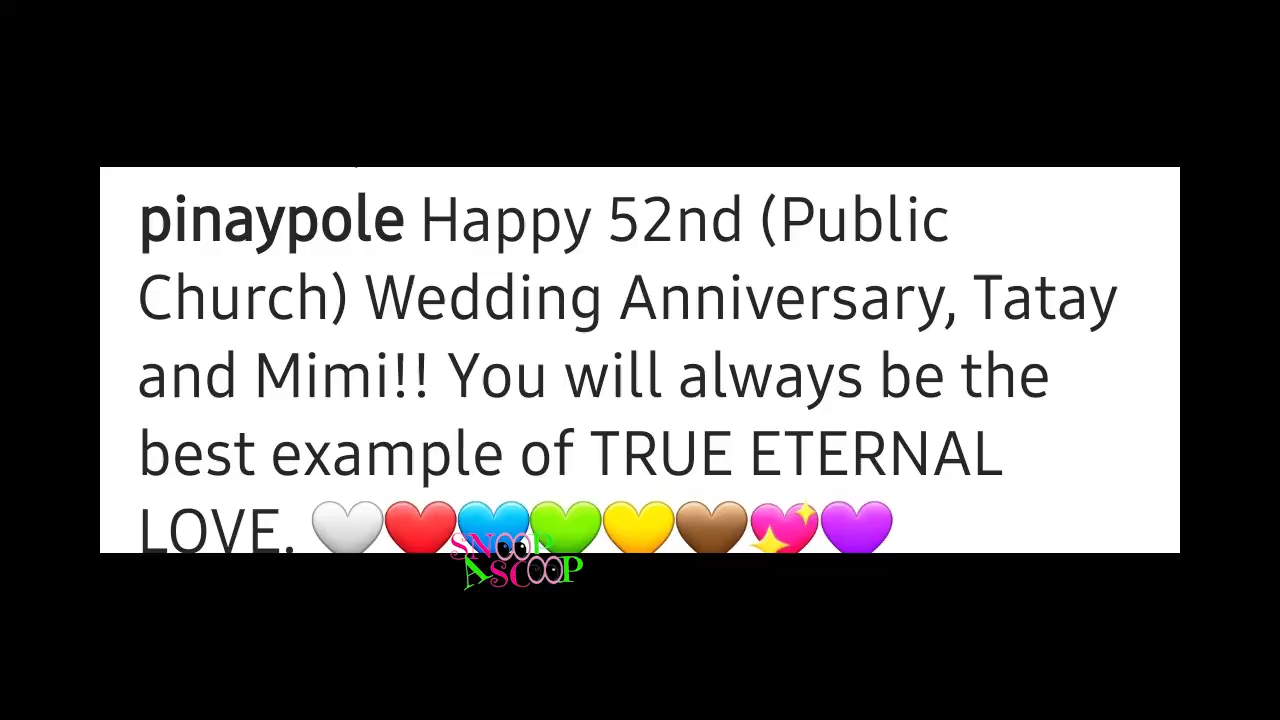 pinaypole Happy 52nd (Public
Church) Wedding Anniversary, Tatay
and Mimi!! You will always be the
best example of TRUE ETERNAL
LOVE. 🤍❤️💙💚💛🤎💖💜
SNOOP
A SCOOP